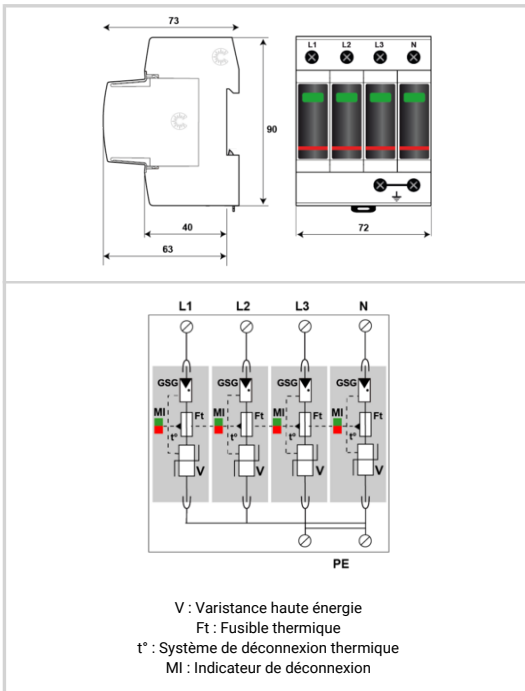 73
L1 L2 L3 N
90
40
63
72
L1 L2 L3 N
GSG GSG GSG GSG
MI Ft MI Ft MI Ft MI Ft
t° t° t° t°
V V V V
PE
V : Varistance haute énergie
Ft : Fusible thermique
t° : Système de déconnexion thermique
MI : Indicateur de déconnexion